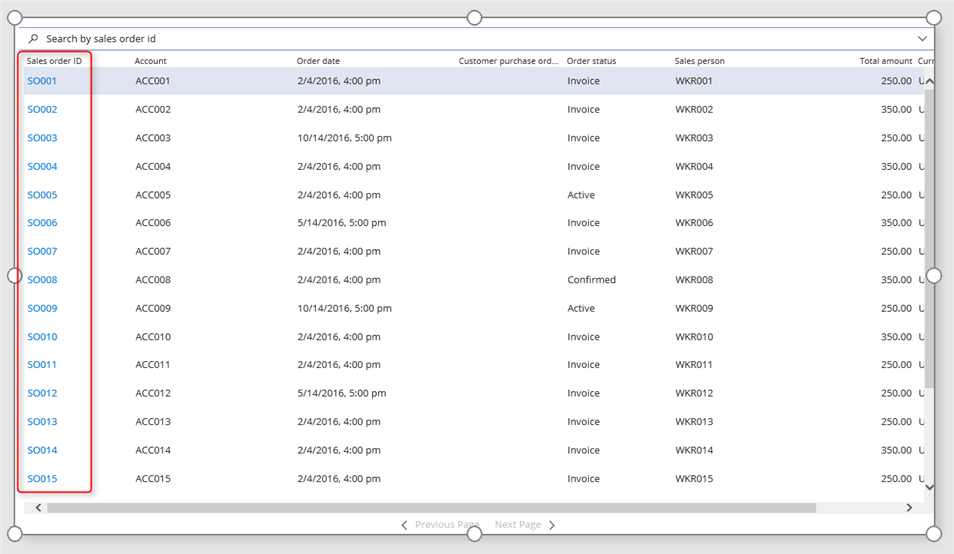 Search by sales order id
Sales order ID Account Order date Customer purchase ord... Order status Sales person Total amount Curr
SO001 ACC001 2/4/2016, 4:00 pm Invoice WKR001 250.00 U
SO002 ACC002 2/4/2016, 4:00 pm Invoice WKR002 350.00 U
SO003 ACC003 10/14/2016, 5:00 pm Invoice WKR003 250.00 U
SO004 ACC004 2/4/2016, 4:00 pm Invoice WKR004 350.00 U
SO005 ACC005 2/4/2016, 4:00 pm Active WKR005 250.00 U
SO006 ACC006 5/14/2016, 5:00 pm Invoice WKR006 350.00 U
SO007 ACC007 2/4/2016, 4:00 pm Invoice WKR007 250.00 U
SO008 ACC008 2/4/2016, 4:00 pm Confirmed WKR008 350.00 U
SO009 ACC009 10/14/2016, 5:00 pm Active WKR009 250.00 U
SO010 ACC010 2/4/2016, 4:00 pm Invoice WKR010 350.00 U
SO011 ACC011 2/4/2016, 4:00 pm Invoice WKR011 250.00 U
SO012 ACC012 5/14/2016, 5:00 pm Invoice WKR012 350.00 U
SO013 ACC013 2/4/2016, 4:00 pm Invoice WKR013 250.00 U
SO014 ACC014 2/4/2016, 4:00 pm Invoice WKR014 350.00 U
SO015 ACC015 2/4/2016, 4:00 pm Invoice WKR015 250.00 U
Previous Page Next Page